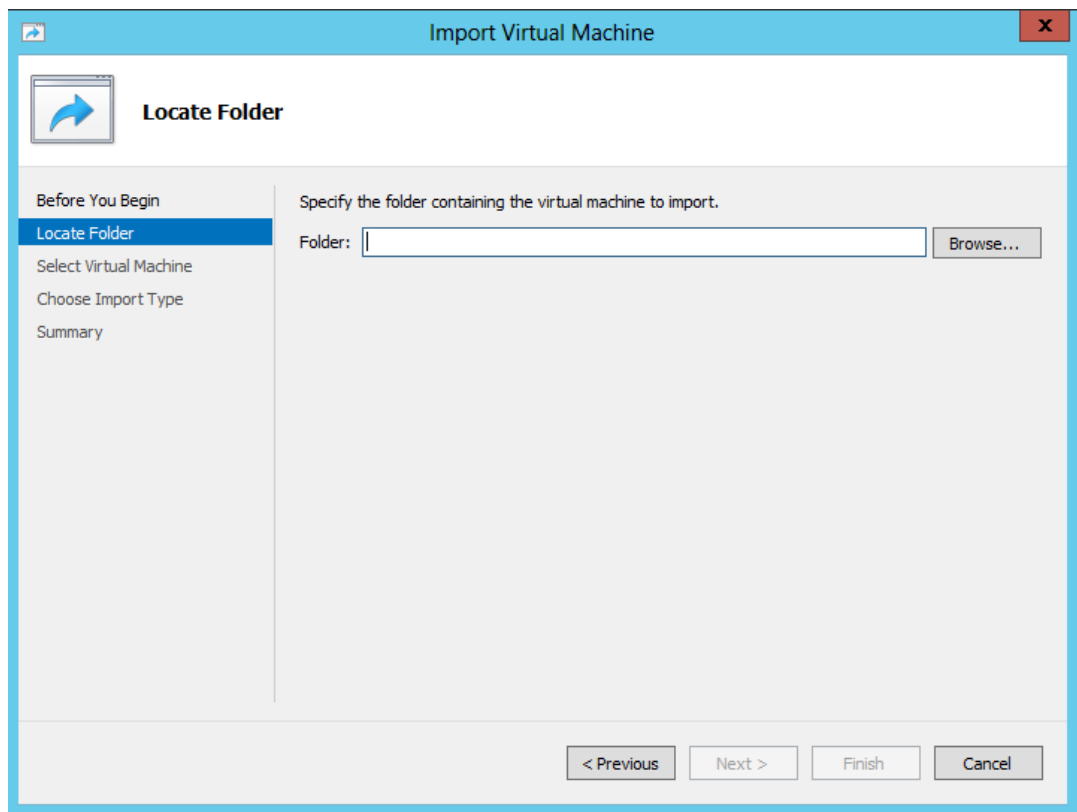 Import Virtual Machine
x
Locate Folder
Before You Begin
Locate Folder
Select Virtual Machine
Choose Import Type
Summary
Specify the folder containing the virtual machine to import.
Folder:
Browse...
< Previous
Next >
Finish
Cancel